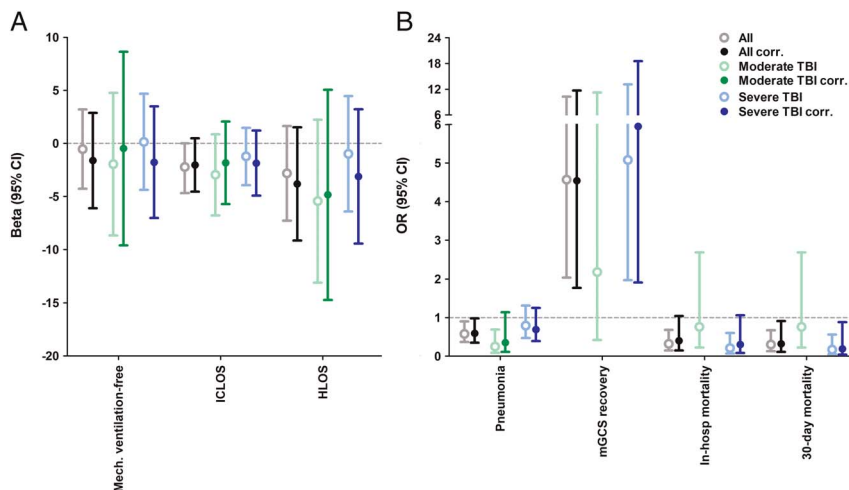 A
Beta (95% CI)
10
5
0
-5
-10
-15
-20
Mech. ventilation-free
ICLOS
HLOS
B
OR (95% CI)
24
18
12
6
6
5
4
3
2
1
0
Pneumonia
mGCS recovery
In-hosp mortality
30-day mortality
All
All corr.
Moderate TBI
Moderate TBI corr.
Severe TBI
Severe TBI corr.